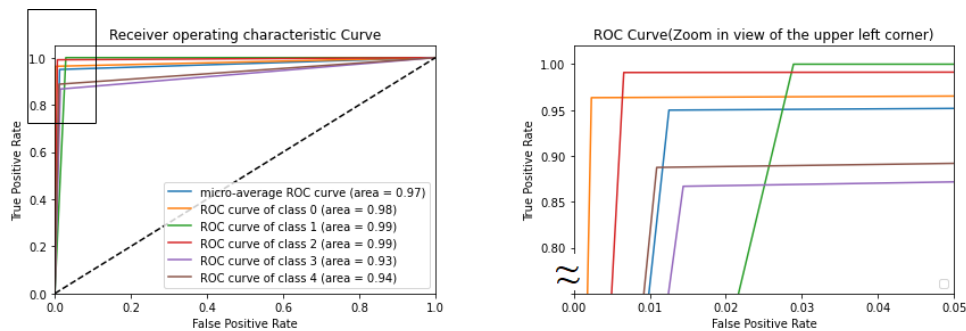 Receiver operating characteristic Curve
1.0
0.8
0.6
0.4
0.2
0.0
True Positive Rate
micro-average ROC curve (area = 0.97)
ROC curve of class 0 (area = 0.98)
ROC curve of class 1 (area = 0.99)
ROC curve of class 2 (area = 0.99)
ROC curve of class 3 (area = 0.93)
ROC curve of class 4 (area = 0.94)
0.0 0.2 0.4 0.6 0.8 1.0
False Positive Rate
ROC Curve(Zoom in view of the upper left corner)
1.00
0.95
0.90
0.85
0.80
True Positive Rate
0.00 0.01 0.02 0.03 0.04 0.05
False Positive Rate